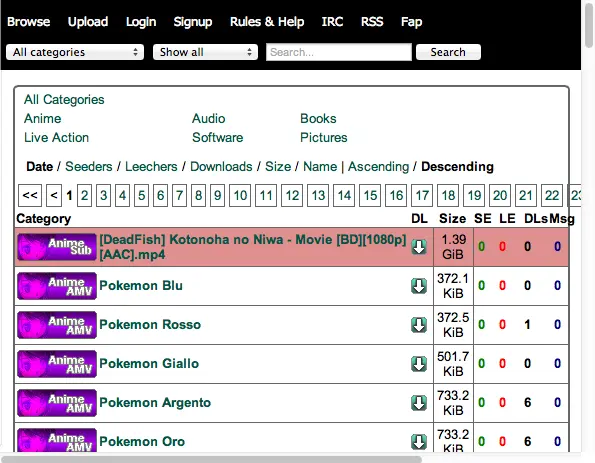 Browse Upload Login Signup Rules & Help IRC RSS Fap
All categories Show all Search... Search
All Categories
Anime Audio Books
Live Action Software Pictures
Date / Seeders / Leechers / Downloads / Size / Name | Ascending / Descending
<< < 1 2 3 4 5 6 7 8 9 10 11 12 13 14 15 16 17 18 19 20 21 22 23
Category DL Size SE LE DLs Msg
Anime Sub [DeadFish] Kotonoha no Niwa - Movie [BD][1080p][AAC].mp4 1.39 GiB 0 0 0 0
Anime AMV Pokemon Blu 372.1 KiB 0 0 0 0
Anime AMV Pokemon Rosso 372.5 KiB 0 0 1 0
Anime AMV Pokemon Giallo 501.7 KiB 0 0 0 0
Anime AMV Pokemon Argento 733.2 KiB 0 0 6 0
Anime AMV Pokemon Oro 733.2 KiB 0 0 6 0